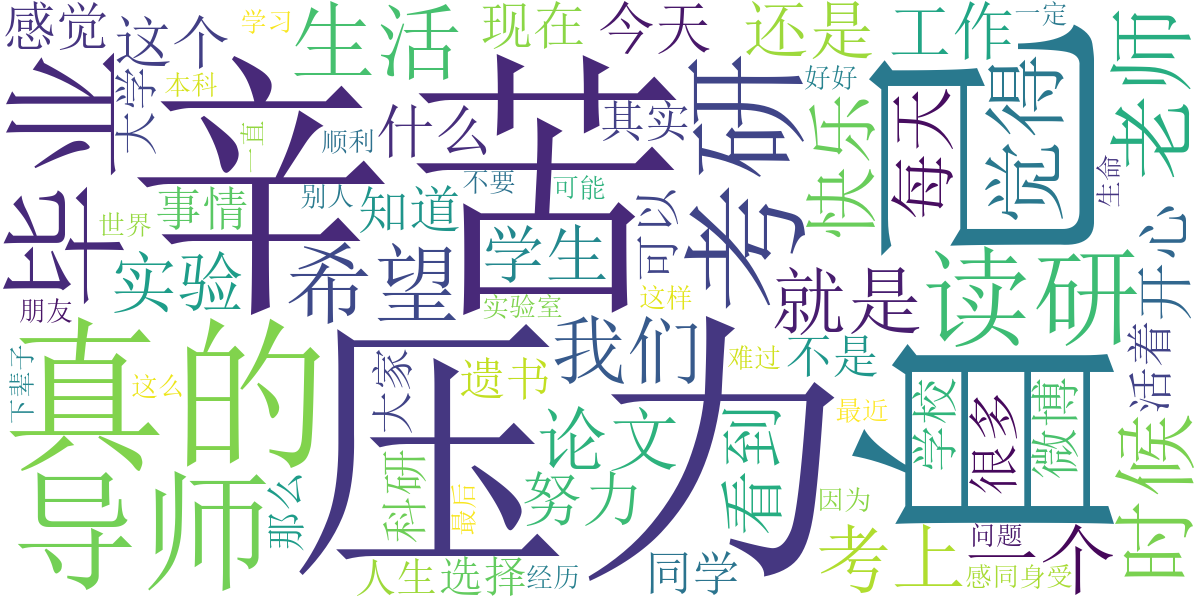 感觉
这个
学习
生活
现在
今天
还是
工作
一定
老师
毕业
大学
本科
一直
辛苦
顺利
什么
其实
考研
好好
快乐
每天
觉得
自己
生命
开心
世界
事情
别人
知道
不要
可能
可以
希望
学生
实验
实验室
这样
就是
读研
朋友
真的
下辈子
这么
压力
大家
遗书
我们
难过
不是
看到
最近
学校
很多
微博
活着
时候
导师
那么
科研
最后
论文
努力
因为
考上
一个
问题
感同身受
人生
选择
经历
同学